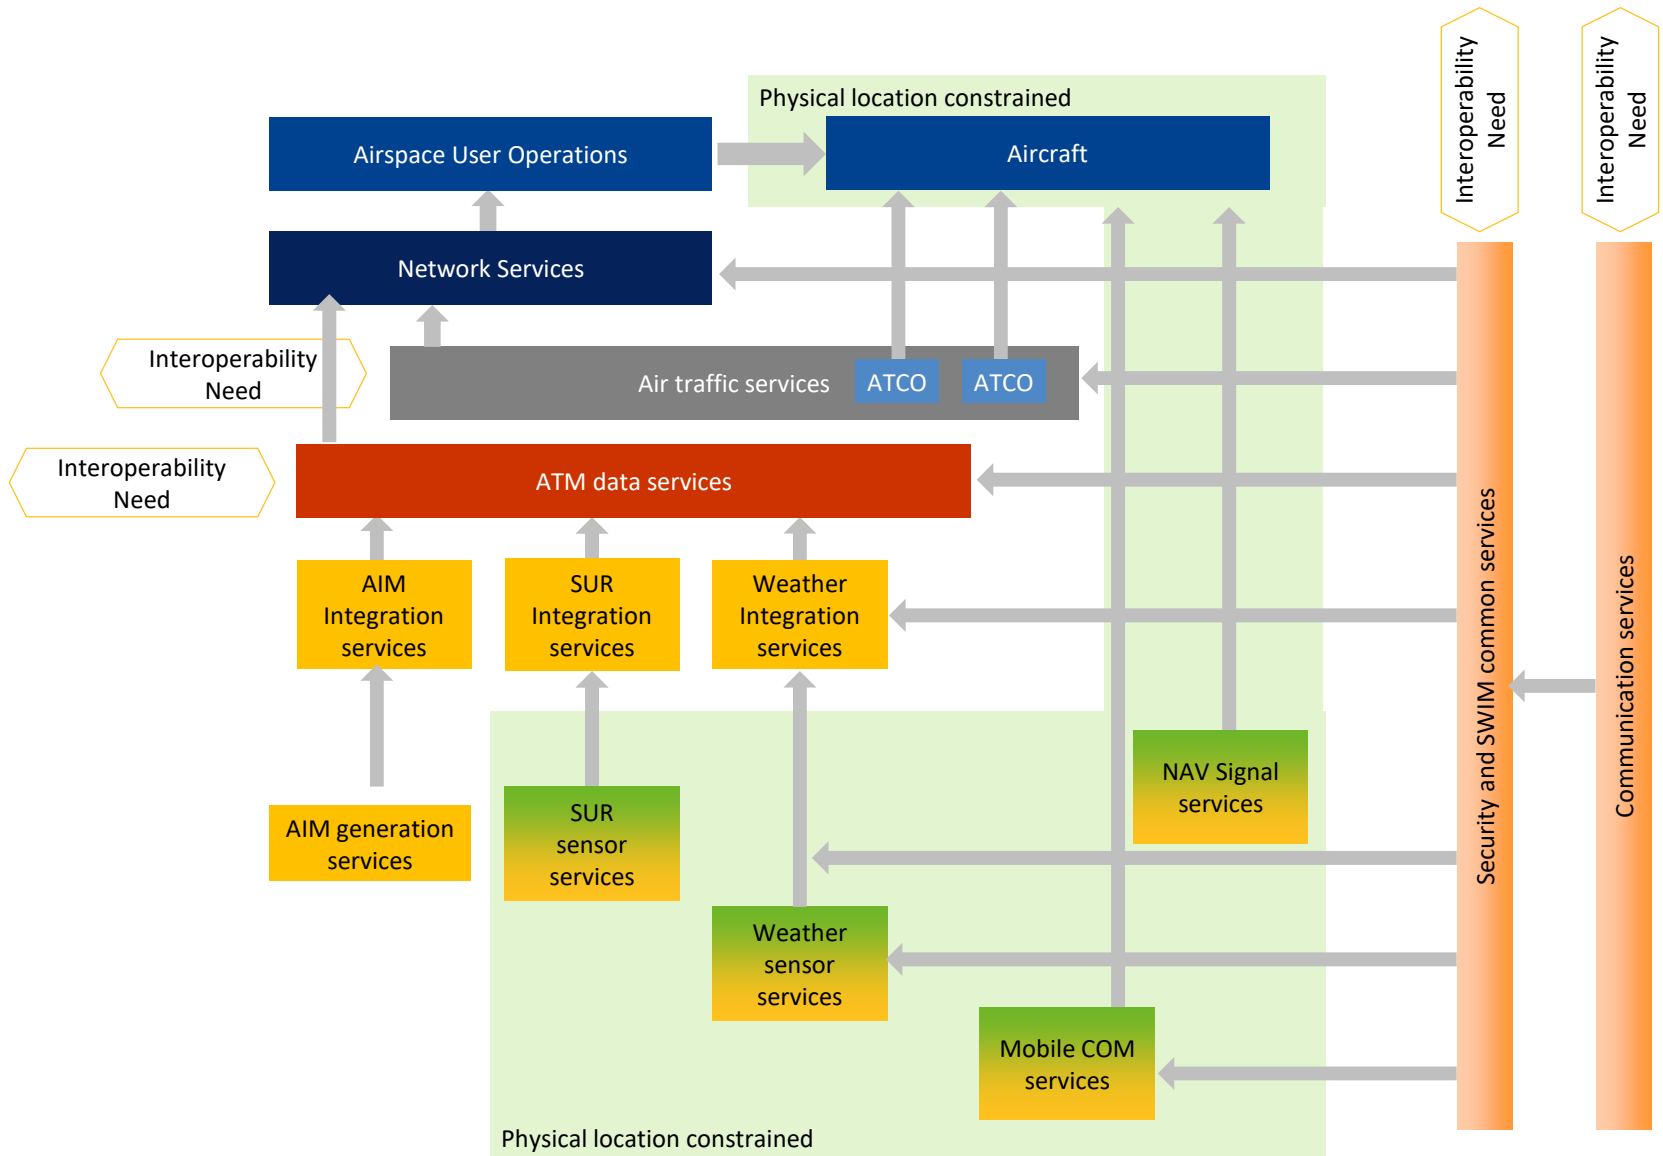 Physical location constrained
Airspace User Operations
Aircraft
Interoperability
Need
Interoperability
Need
Network Services
Interoperability
Need
Air traffic services
ATCO
ATCO
Interoperability
Need
ATM data services
AIM
Integration
services
SUR
Integration
services
Weather
Integration
services
AIM generation
services
SUR
sensor
services
Weather
sensor
services
NAV Signal
services
Mobile COM
services
Security and SWIM common services
Communication services
Physical location constrained